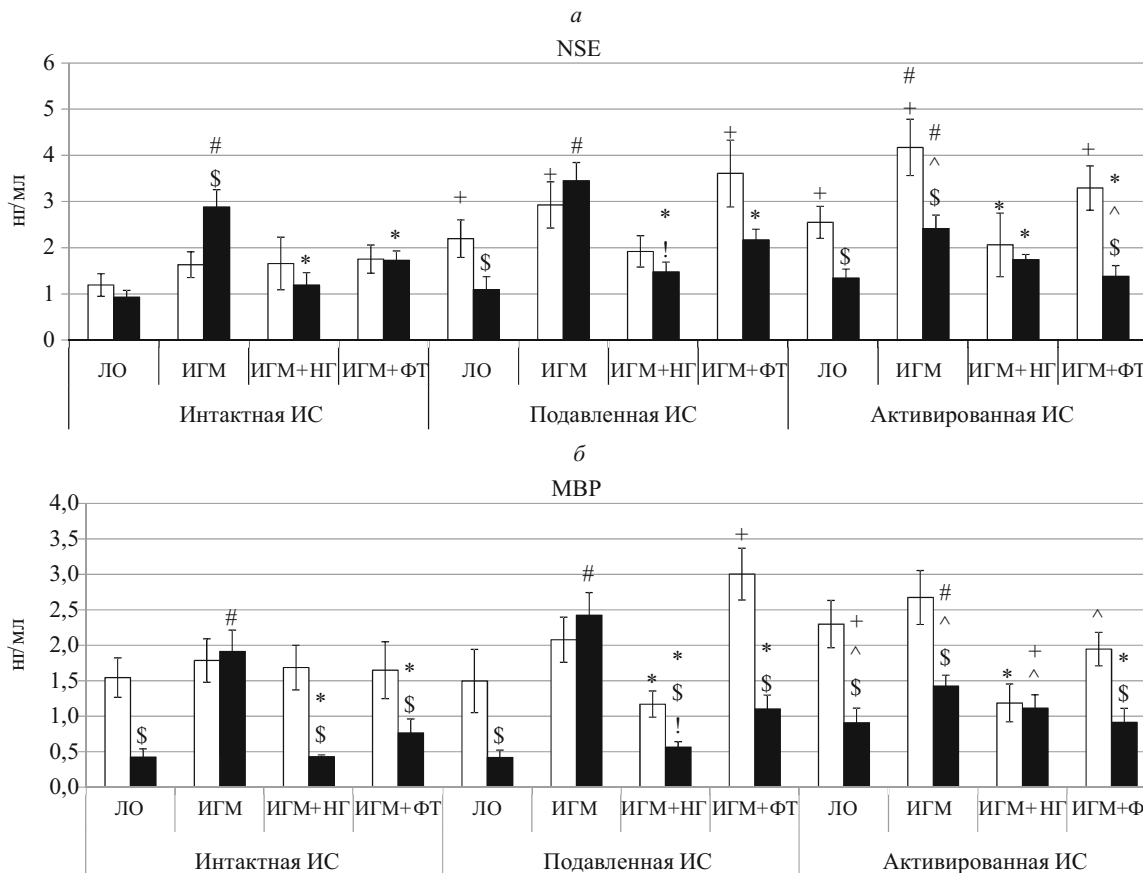 а
NSE
нг/мл
6
5
4
3
2
1
0
# $ * * + $ + # * ! + * + $ # + # ^ $ * * + * ^ $
ЛО ИГМ ИГМ+НГ ИГМ+ФТ ЛО ИГМ ИГМ+НГ ИГМ+ФТ ЛО ИГМ ИГМ+НГ ИГМ+ФТ
Интактная ИС Подавленная ИС Активированная ИС
б
MBP
нг/мл
4,0
3,5
3,0
2,5
2,0
1,5
1,0
0,5
0,0
$ # * $ * $ $ # * * $ ! + * $ + ^ $ # ^ $ * + ^ ^ * $
ЛО ИГМ ИГМ+НГ ИГМ+ФТ ЛО ИГМ ИГМ+НГ ИГМ+ФТ ЛО ИГМ ИГМ+НГ ИГМ+Ф
Интактная ИС Подавленная ИС Активированная ИС